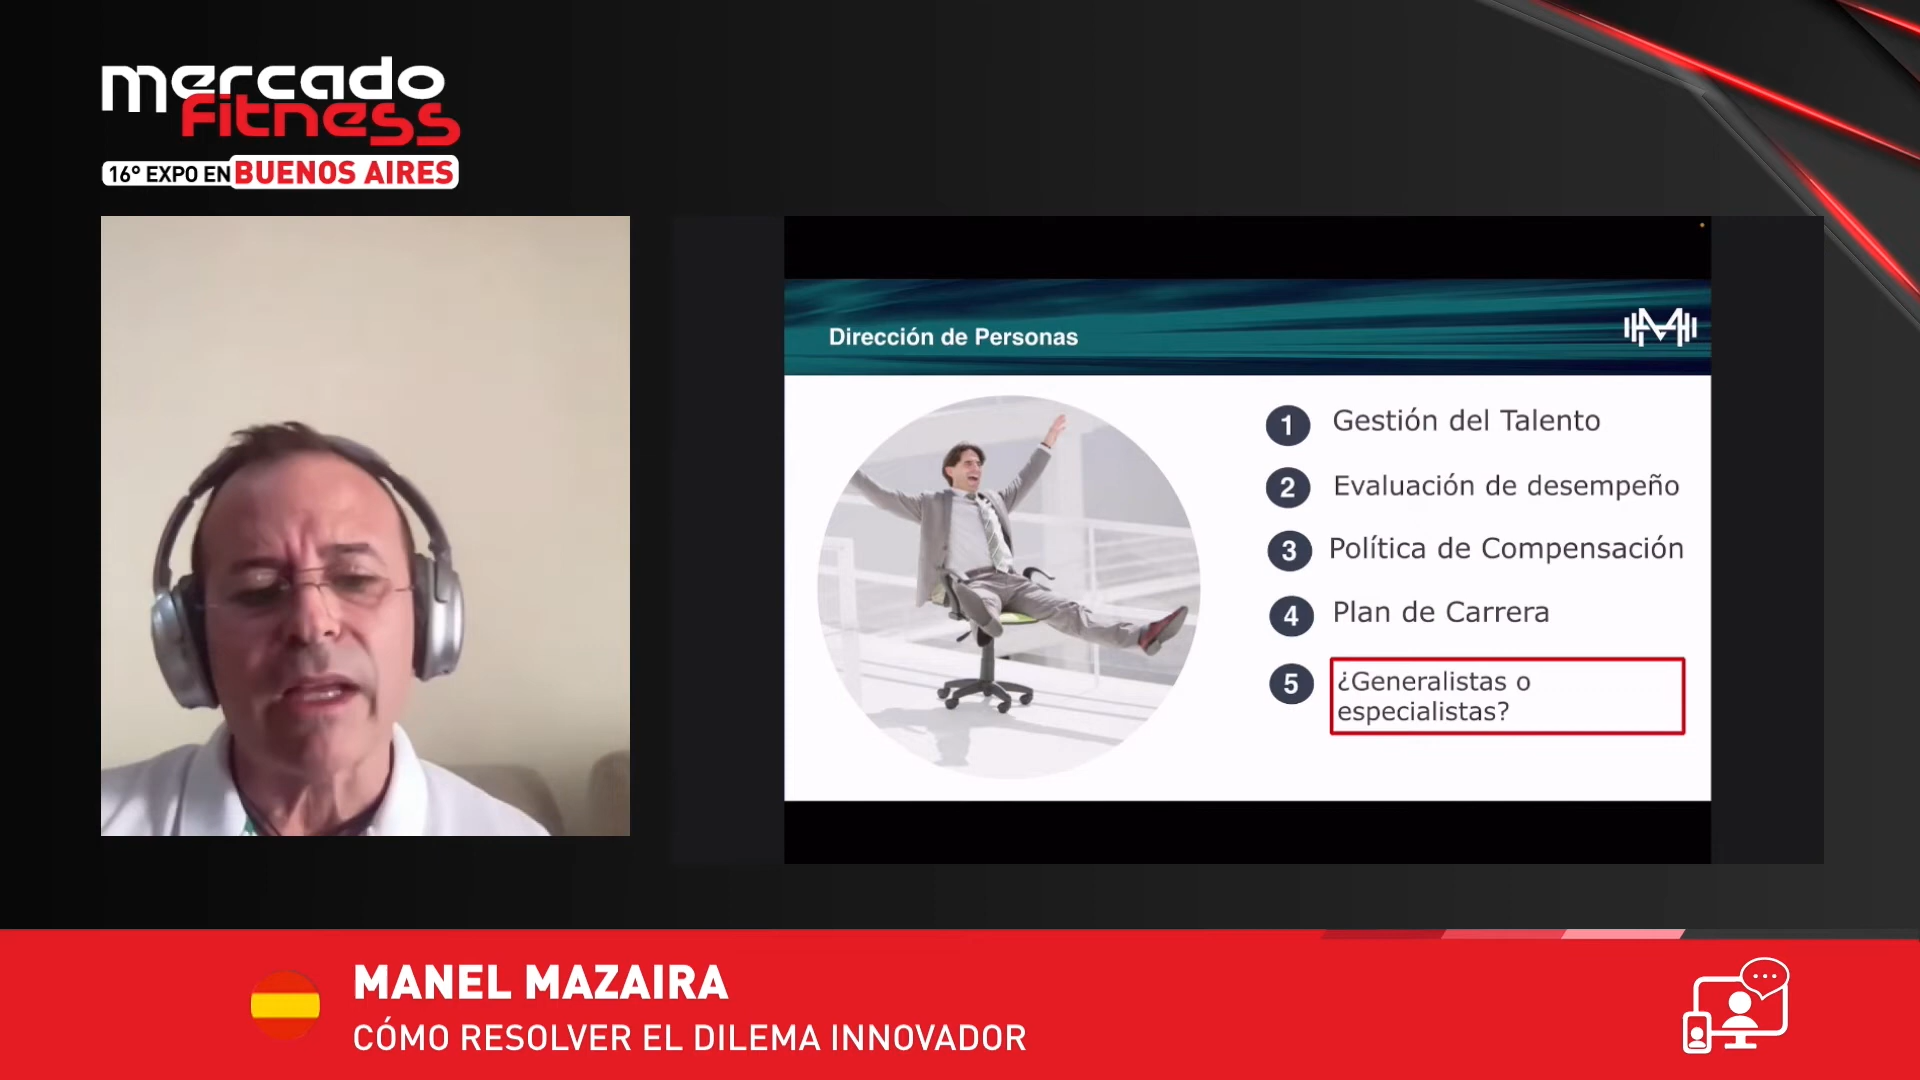 mercado
fitness
16° EXPO EN BUENOS AIRES
Dirección de Personas
1 Gestión del Talento
2 Evaluación de desempeño
3 Política de Compensación
4 Plan de Carrera
5 ¿Generalistas o
especialistas?
MANEL MAZAIRA
CÓMO RESOLVER EL DILEMA INNOVADOR